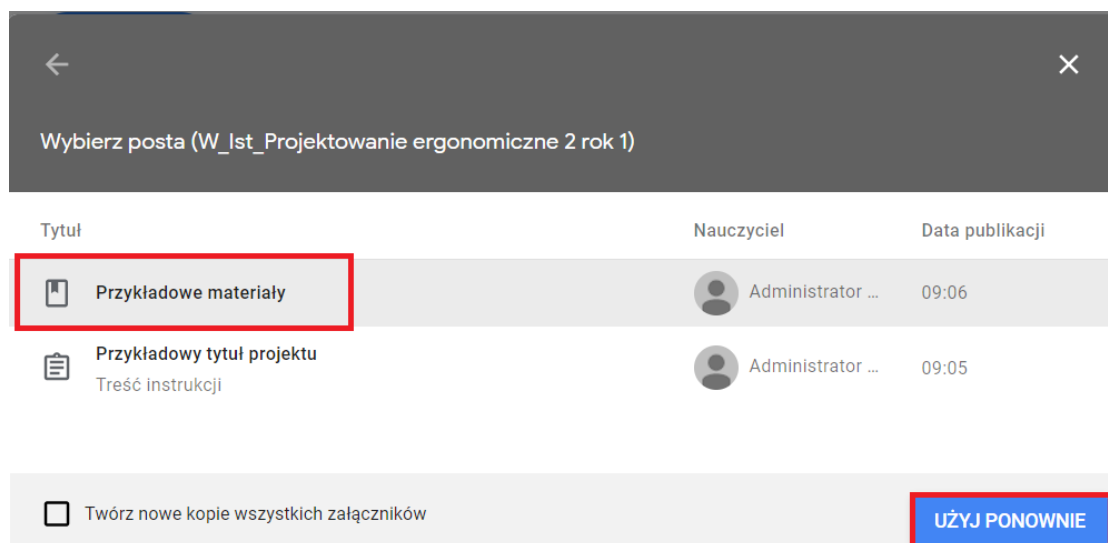 Wybierz posta (W_Ist_Projektowanie ergonomiczne 2 rok 1)
Tytuł Nauczyciel Data publikacji
Przykładowe materiały Administrator ... 09:06
Przykładowy tytuł projektu
Treść instrukcji Administrator ... 09:05
Twórz nowe kopie wszystkich załączników UŻYJ PONOWNIE